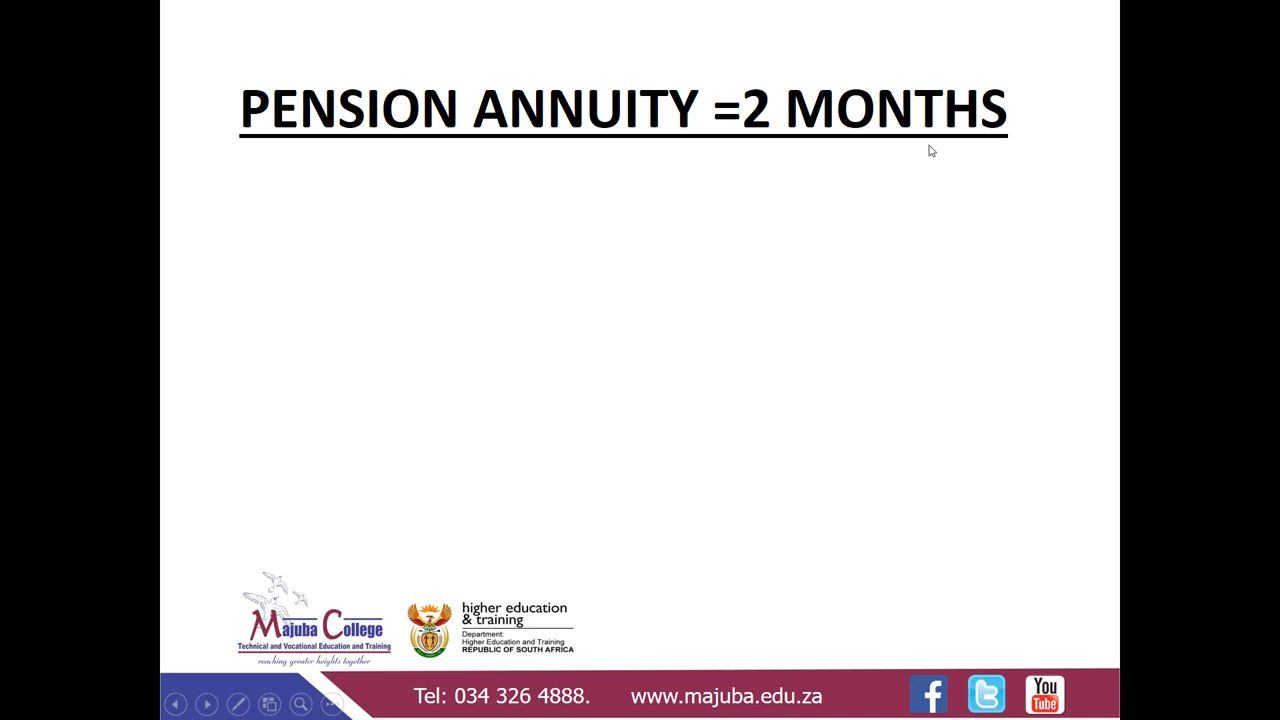 PENSION ANNUITY =2 MONTHS
Majuba College
Technical and Vocational Education and Training
reaching greater heights together
higher education
& training
Department:
Higher Education and Training
REPUBLIC OF SOUTH AFRICA
Tel: 034 326 4888. www.majuba.edu.za
You
Tube